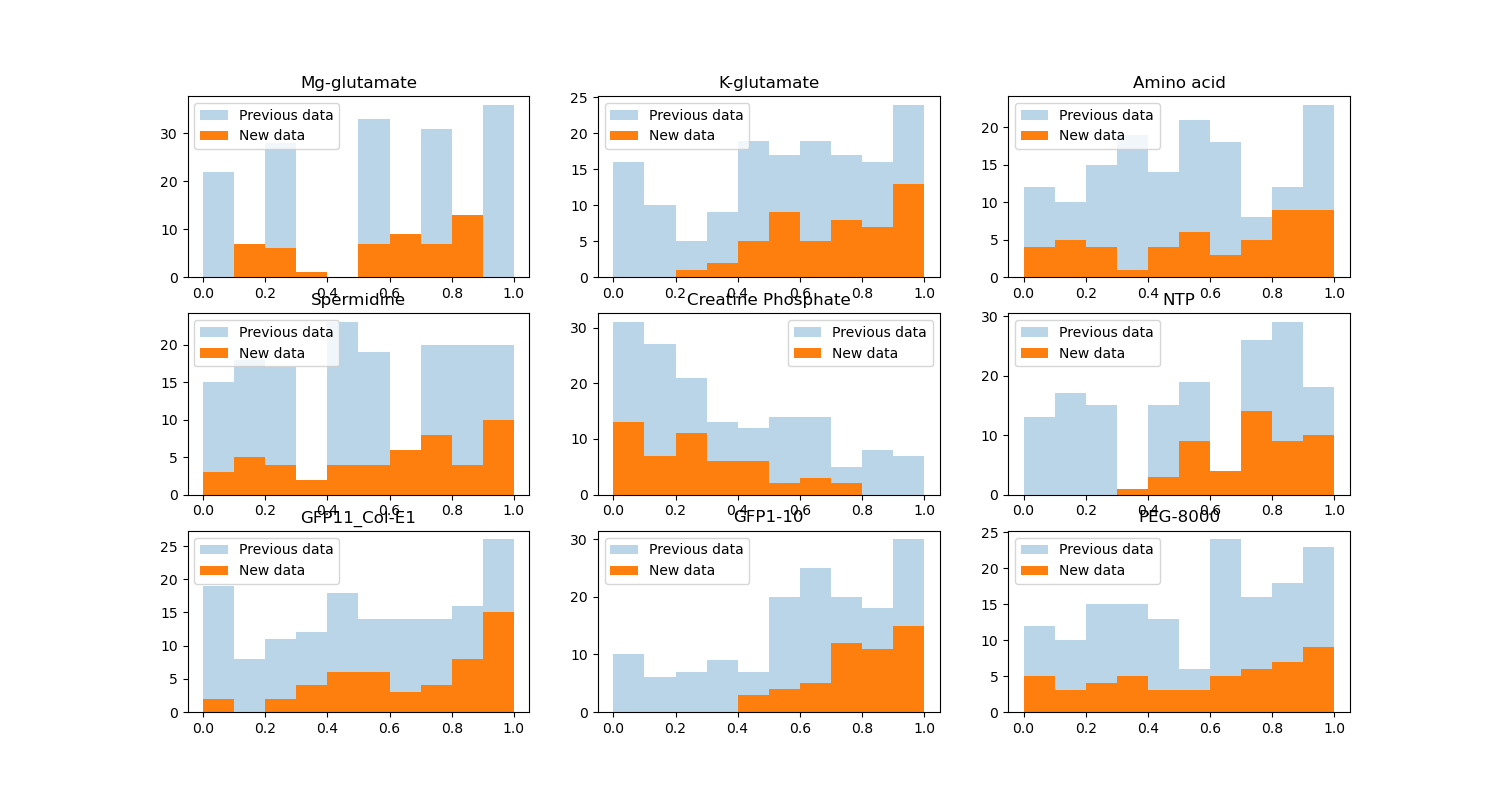 Mg-glutamate K-glutamate Amino acid
Previous data Previous data Previous data
New data New data New data
30 20 10 0
25 20 15 10 5 0
20 15 10 5 0
0.0 0.2 0.4 0.6 0.8 1.0 0.0 0.2 0.4 0.6 0.8 1.0 0.0 0.2 0.4 0.6 0.8 1.0
Spermidine Creatine Phosphate NTP
Previous data Previous data Previous data
New data New data New data
20 15 10 5 0
30 20 10 0
30 20 10 0
0.0 0.2 0.4 0.6 0.8 1.0 0.0 0.2 0.4 0.6 0.8 1.0 0.0 0.2 0.4 0.6 0.8 1.0
GFP11_Col-E1 GFP1-10 PEG-8000
Previous data Previous data Previous data
New data New data New data
25 20 15 10 5 0
30 20 10 0
25 20 15 10 5 0
0.0 0.2 0.4 0.6 0.8 1.0 0.0 0.2 0.4 0.6 0.8 1.0 0.0 0.2 0.4 0.6 0.8 1.0